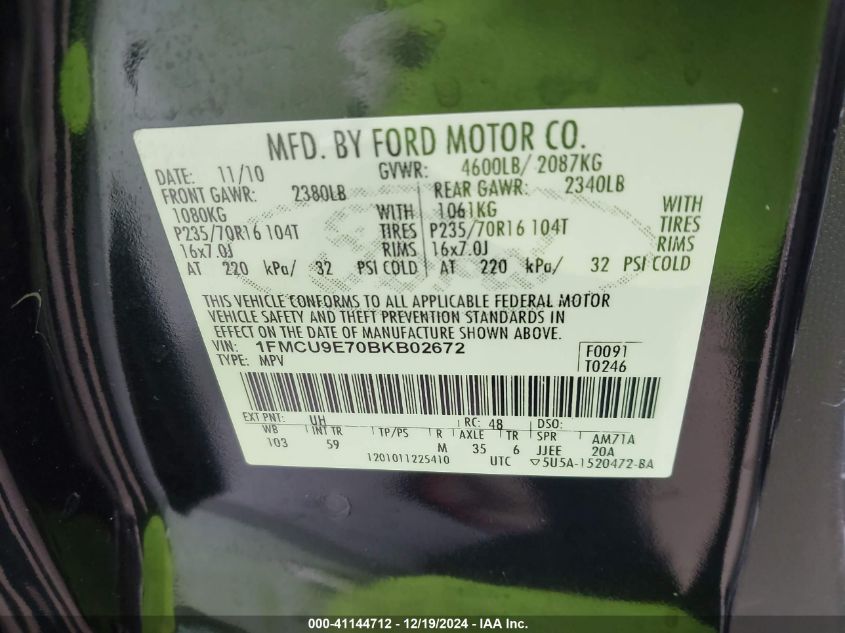 MFD. BY FORD MOTOR CO.
DATE: 11/10 GVWR: 4600LB/ 2087KG
FRONT GAWR: 2380LB REAR GAWR: 2340LB
1080KG WITH 1061KG WITH
P235/70R16 104T TIRES P235/70R16 104T TIRES
16x7.0J RIMS 16x7.0J RIMS
AT 220 kPa/ 32 PSI COLD AT 220 kPa/ 32 PSI COLD
THIS VEHICLE CONFORMS TO ALL APPLICABLE FEDERAL MOTOR
VEHICLE SAFETY AND THEFT PREVENTION STANDARDS IN
EFFECT ON THE DATE OF MANUFACTURE SHOWN ABOVE.
VIN: 1FMCU9E70BKB02672 F0091
TYPE: MPV T0246
EXT PNT: UH RC: 48 DSO:
WB INT TR TP/PS R AXLE TR SPR AM71A
103 59 M 35 6 JJEE 20A
1201011225410 UTC ▽5U5A-1520472-BA
000-41144712 - 12/19/2024 - IAA Inc.